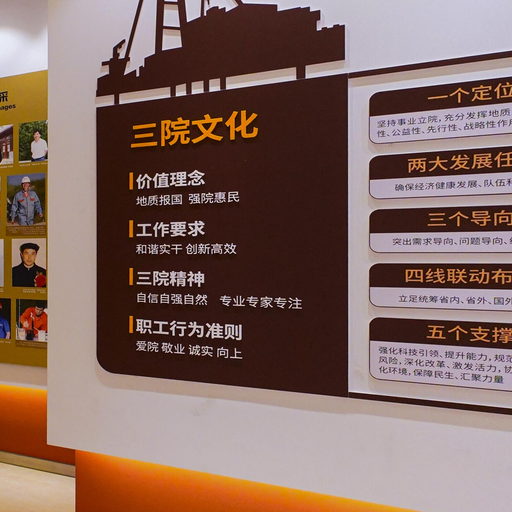 采
ages
三院文化
价值理念
地质报国 强院惠民
工作要求
和谐实干 创新高效
三院精神
自信自强自然 专业专家专注
职工行为准则
爱院 敬业 诚实 向上
一个定位
坚持事业立院，充分发挥地质
性、公益性、先行性、战略性作用
两大发展任
确保经济健康发展、队伍和
三个导向
突出需求导向、问题导向、
四线联动布
立足统筹省内、省外、国外
五个支撑
强化科技引领、提升能力，规范
风险，深化改革、激发活力，协
化环境，保障民生、汇聚力量